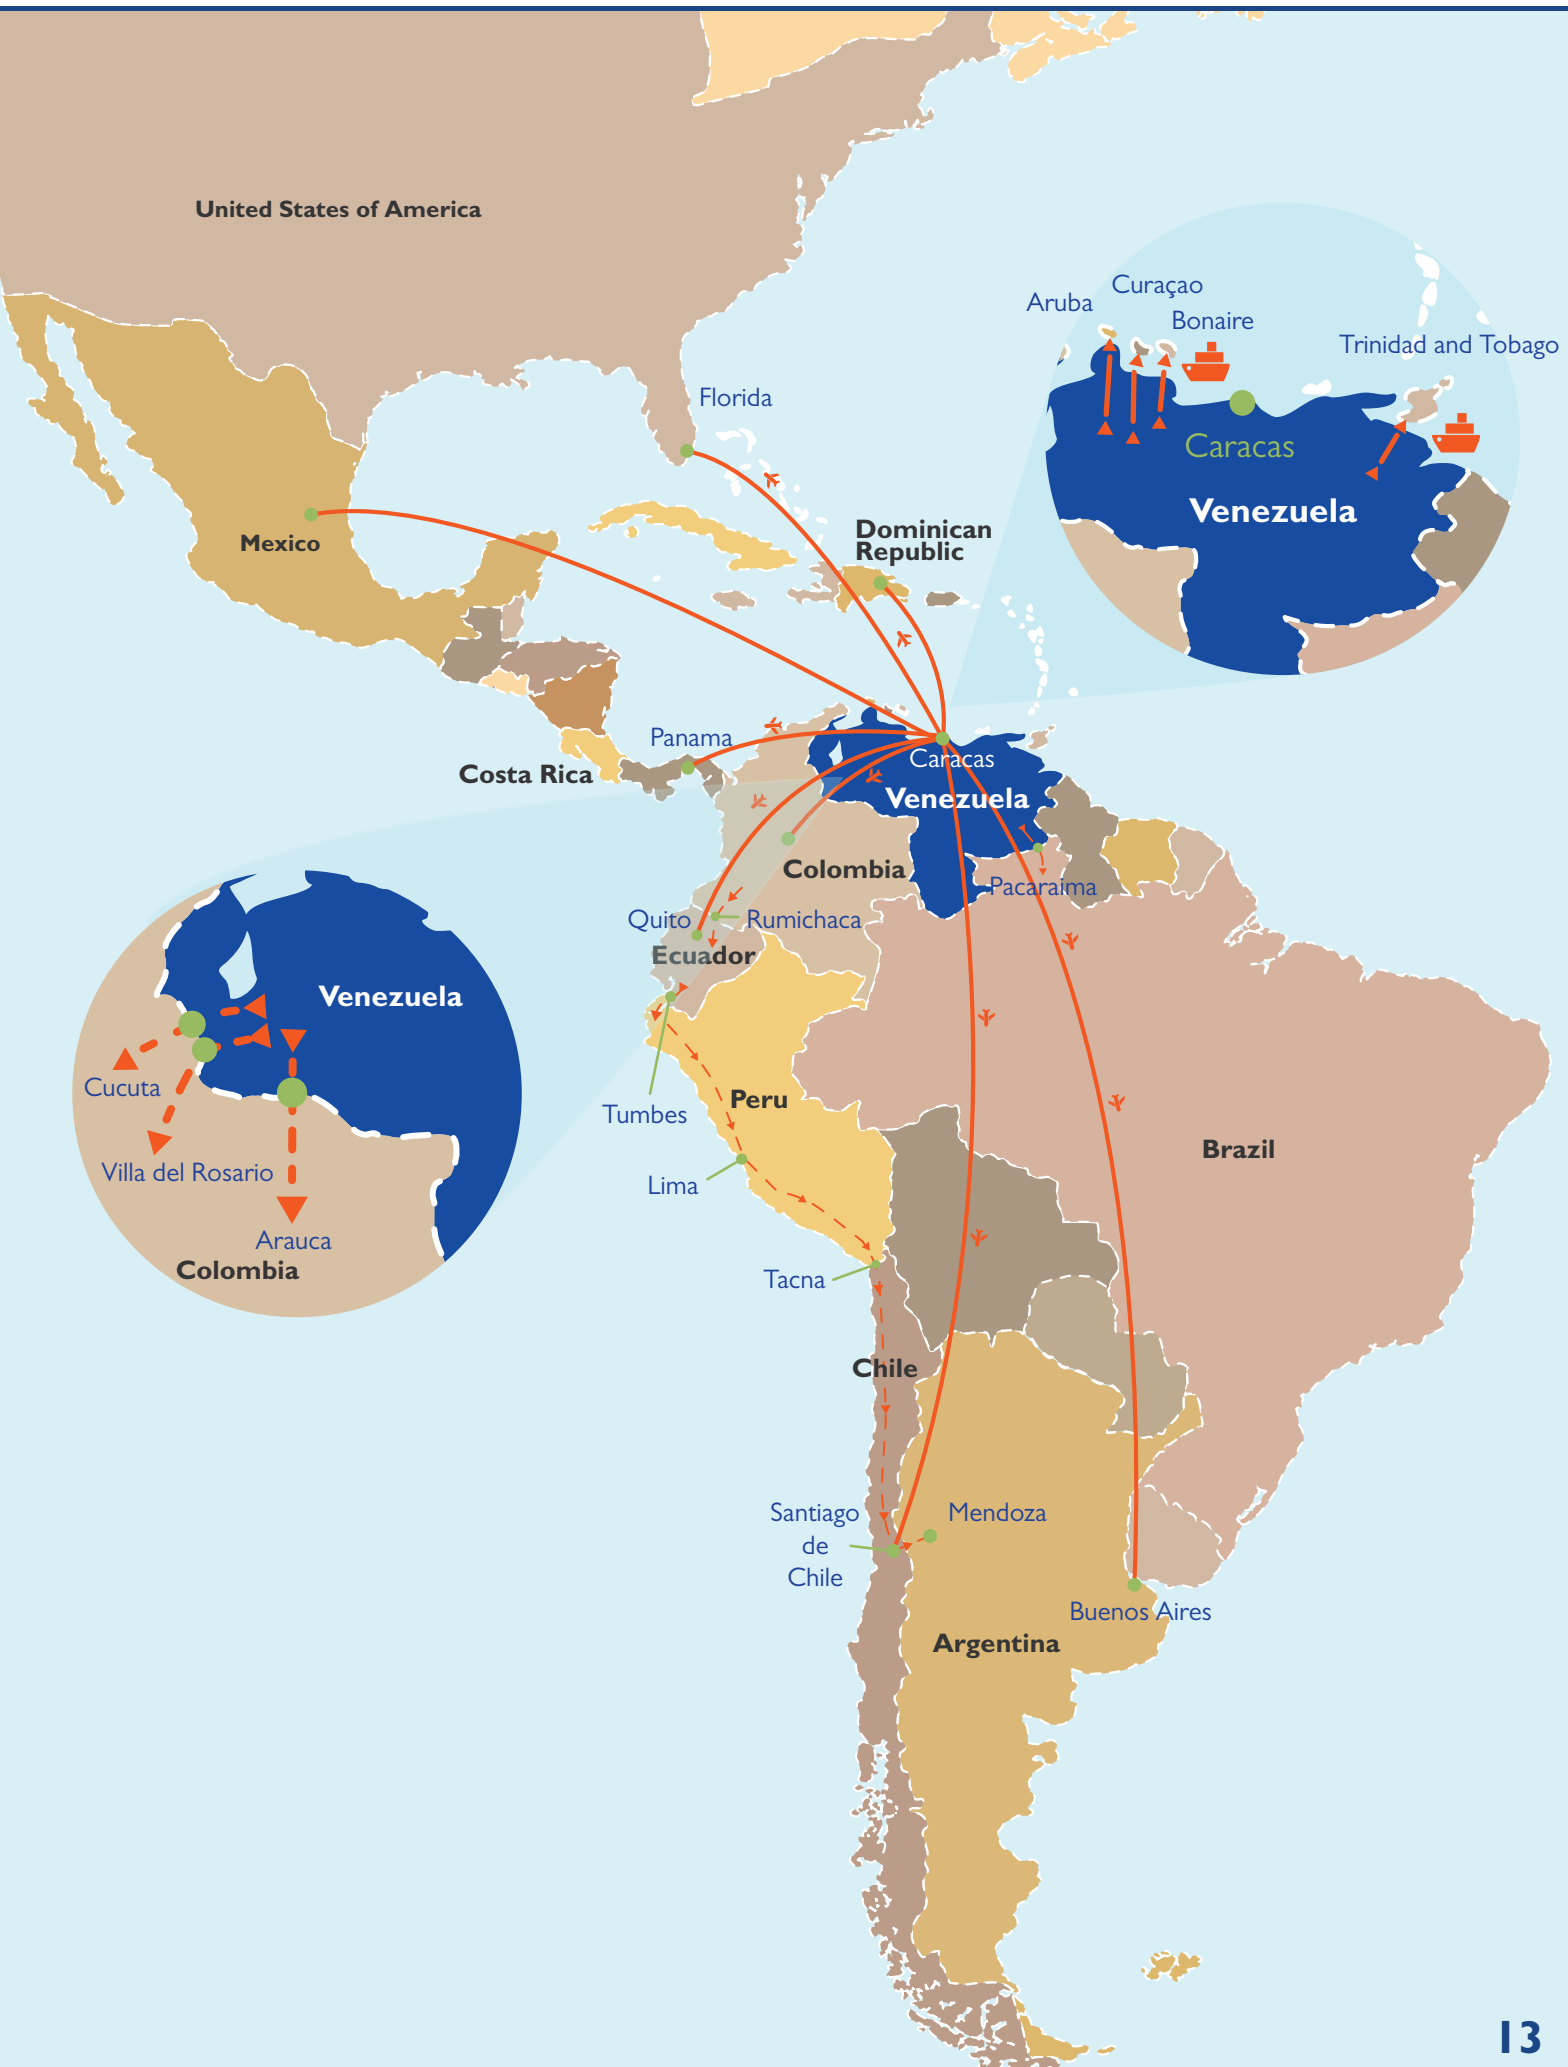 United States of America
Curaçao
Aruba
Bonaire
Trinidad and Tobago
Florida
Caracas
Venezuela
Dominican
Republic
Mexico
Panama
Caracas
Costa Rica
Venezuela
Colombia
Pacaraima
Quito
Rumichaca
Ecuador
Venezuela
Cucuta
Peru
Tumbes
Brazil
Villa del Rosario
Lima
Arauca
Colombia
Tacna
Chile
Santiago
de
Chile
Mendoza
Buenos Aires
Argentina
13